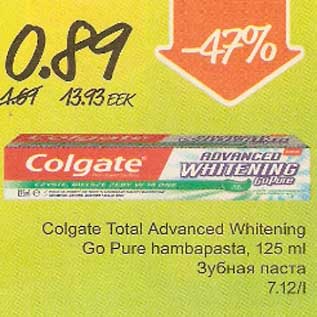 0.89
-47%
1.69 13.93 EEK
Colgate
ADVANCED
WHITENING
Go Pure
Colgate Total Advanced Whitening
Go Pure hambapasta, 125 ml
Зубная паста
7.12/l